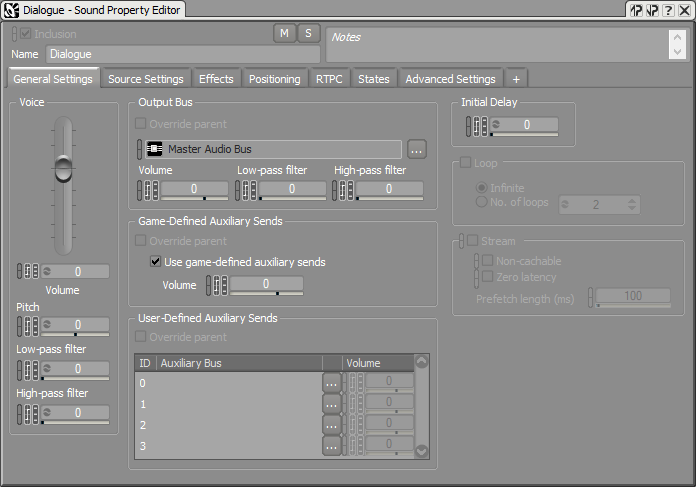 Dialogue - Sound Property Editor
Inclusion
M S
Notes
Name Dialogue
General Settings Source Settings Effects Positioning RTPC States Advanced Settings +
Voice
0
Volume
Pitch
0
Low-pass filter
0
High-pass filter
0
Output Bus
Override parent
Master Audio Bus ...
Volume Low-pass filter High-pass filter
0 0 0
Game-Defined Auxiliary Sends
Override parent
Use game-defined auxiliary sends
Volume 0
User-Defined Auxiliary Sends
Override parent
ID Auxiliary Bus Volume
0 ... 0
1 ... 0
2 ... 0
3 ... 0
Initial Delay
0
Loop
Infinite
No. of loops 2
Stream
Non-cachable
Zero latency
Prefetch length (ms) 100